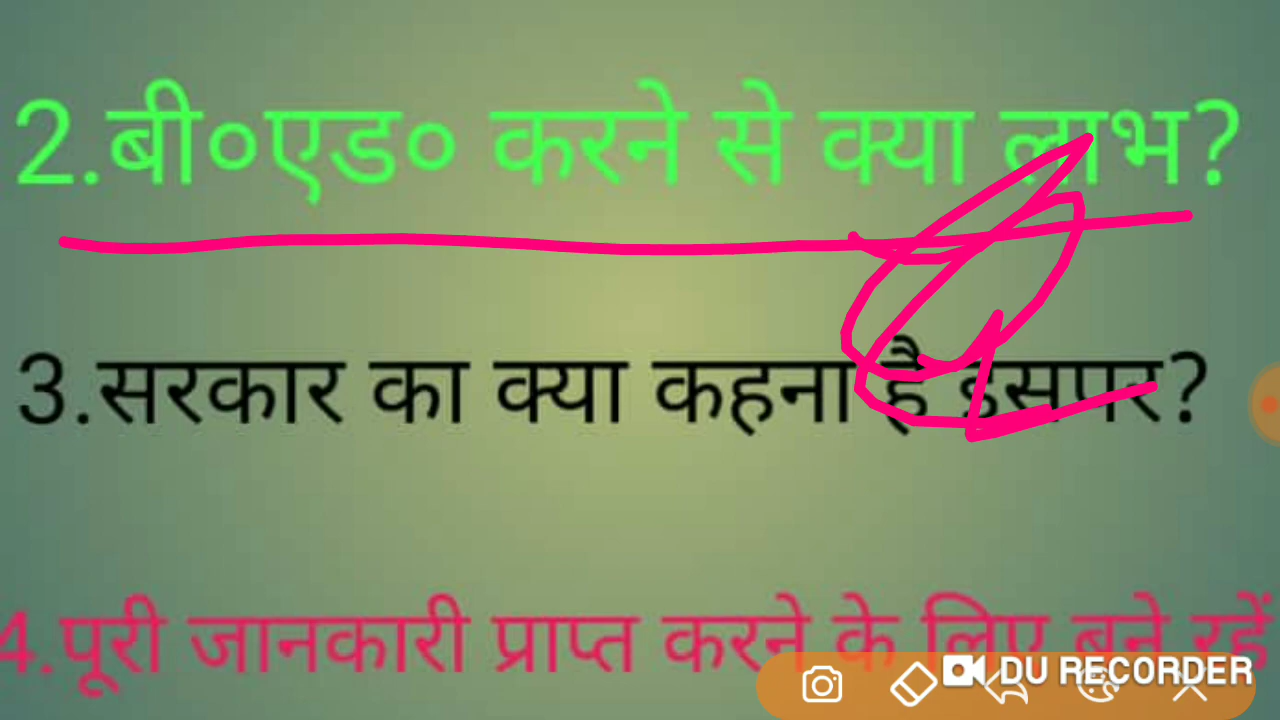 2.बी०एड० करने से क्या लाभ?
3.सरकार का क्या कहना है इसपर?
4.पूरी जानकारी प्राप्त करने के लिए बने रहें
DU RECORDER